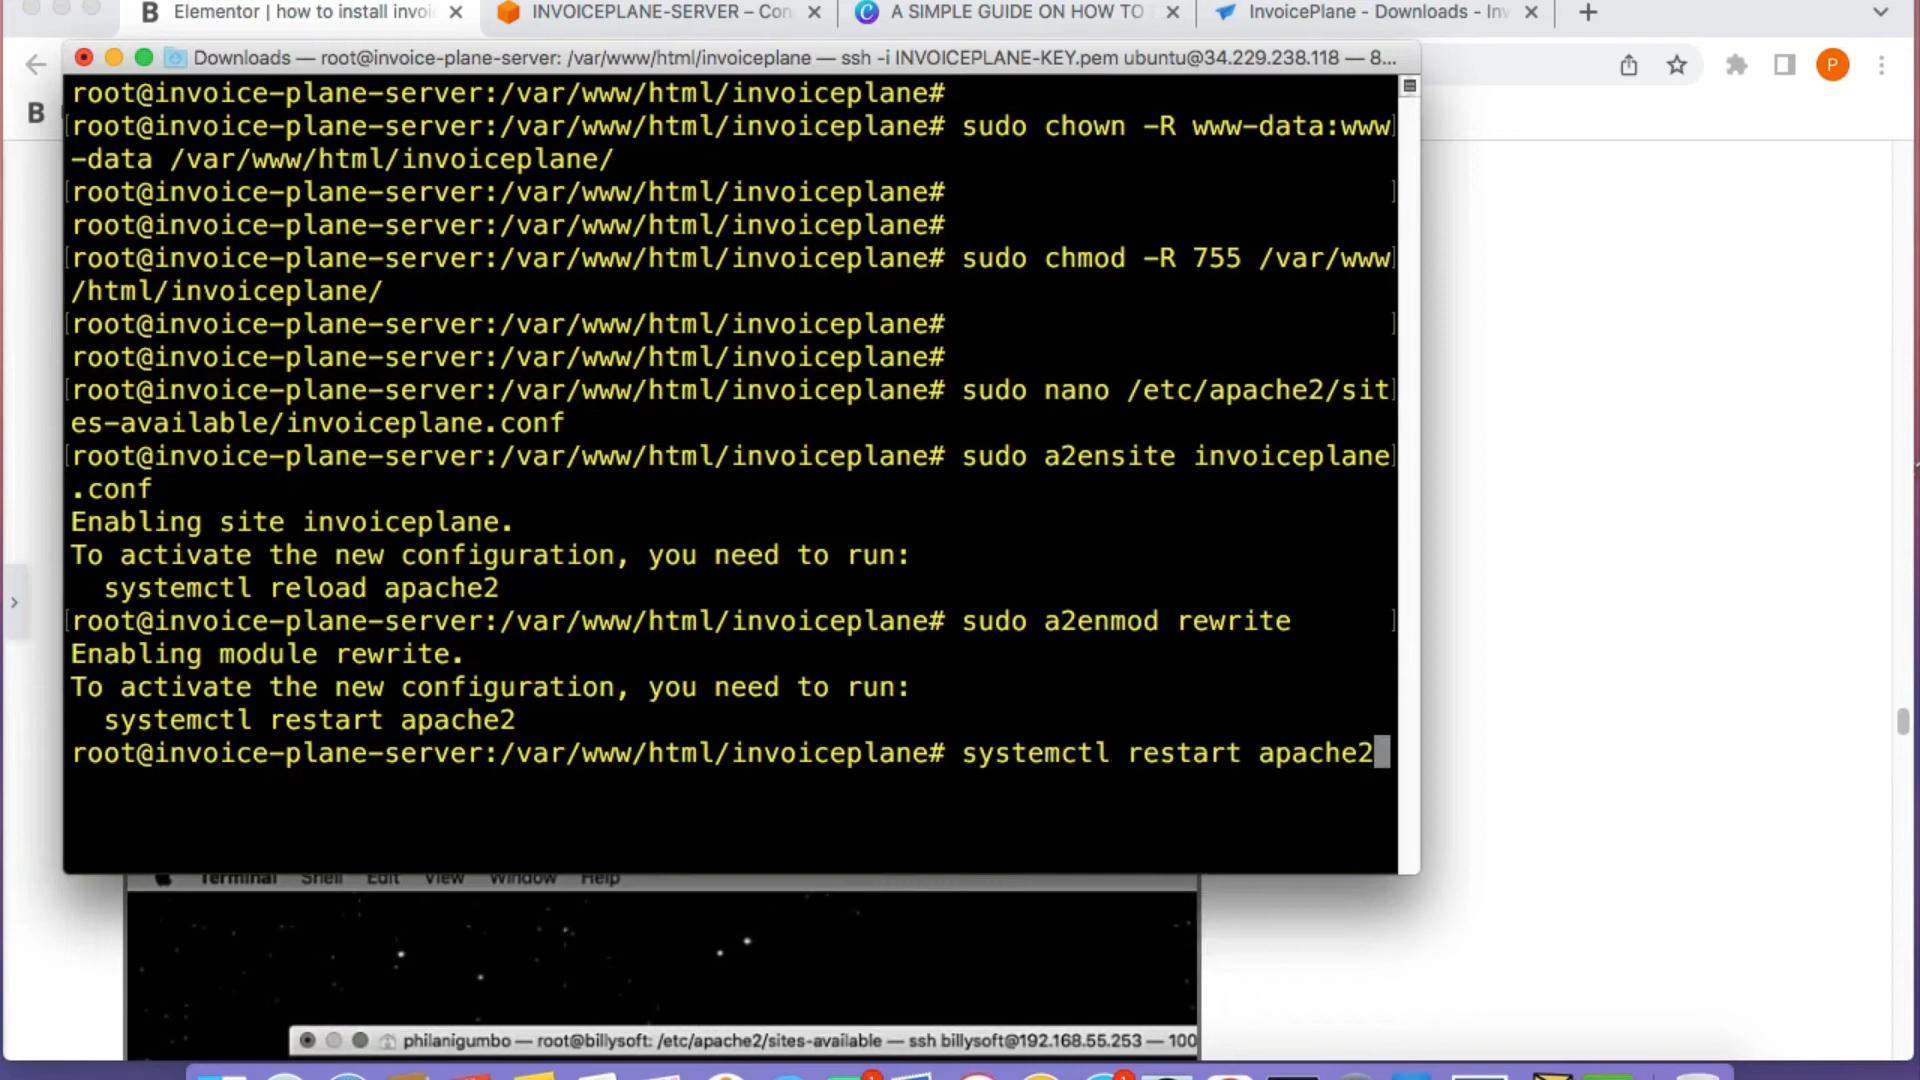 Elementor | how to install invoi
INVOICEPLANE-SERVER – Con
A SIMPLE GUIDE ON HOW TO
InvoicePlane - Downloads - Inv
Downloads — root@invoice-plane-server: /var/www/html/invoiceplane — ssh -i INVOICEPLANE-KEY.pem ubuntu@34.229.238.118 — 8...
P
B
root@invoice-plane-server:/var/www/html/invoiceplane#
root@invoice-plane-server:/var/www/html/invoiceplane# sudo chown -R www-data:www
-data /var/www/html/invoiceplane/
root@invoice-plane-server:/var/www/html/invoiceplane#
root@invoice-plane-server:/var/www/html/invoiceplane#
root@invoice-plane-server:/var/www/html/invoiceplane# sudo chmod -R 755 /var/www
/html/invoiceplane/
root@invoice-plane-server:/var/www/html/invoiceplane#
root@invoice-plane-server:/var/www/html/invoiceplane#
root@invoice-plane-server:/var/www/html/invoiceplane# sudo nano /etc/apache2/sit
es-available/invoiceplane.conf
root@invoice-plane-server:/var/www/html/invoiceplane# sudo a2ensite invoiceplane
.conf
Enabling site invoiceplane.
To activate the new configuration, you need to run:
systemctl reload apache2
root@invoice-plane-server:/var/www/html/invoiceplane# sudo a2enmod rewrite
Enabling module rewrite.
To activate the new configuration, you need to run:
systemctl restart apache2
root@invoice-plane-server:/var/www/html/invoiceplane# systemctl restart apache2
Terminal Shell Edit View Window Help
philanigumbo — root@billysoft: /etc/apache2/sites-available — ssh billysoft@192.168.55.253 — 100